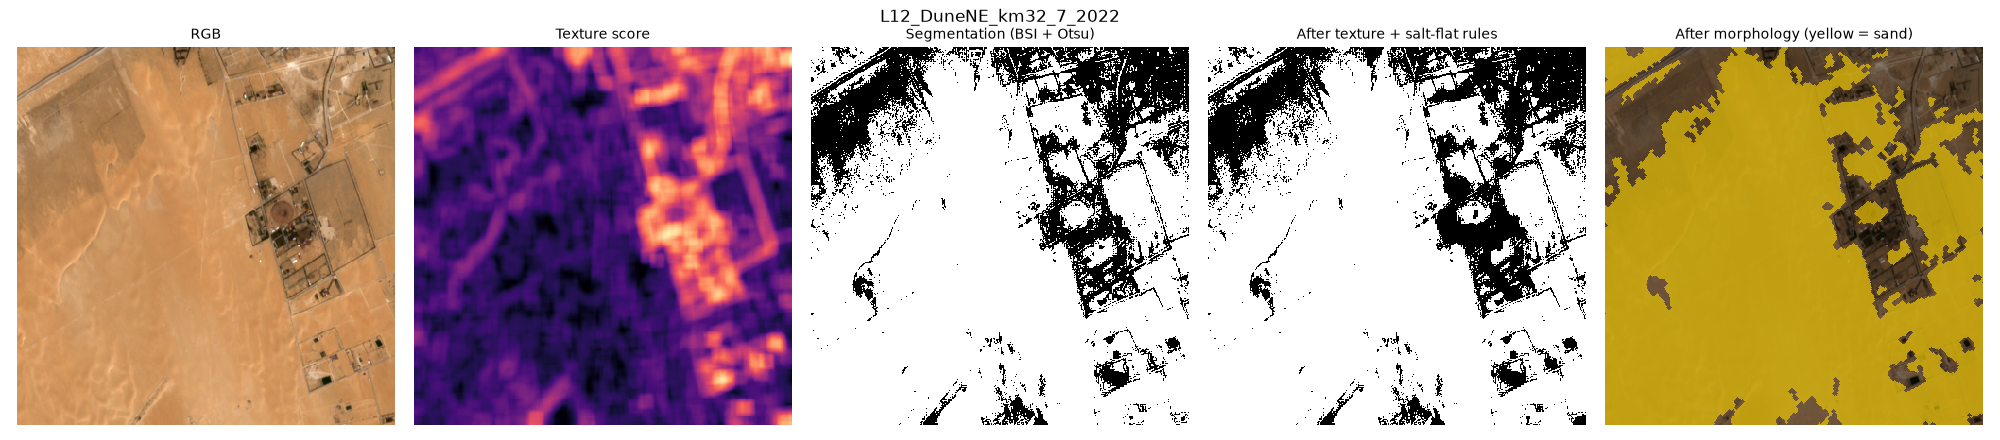 L12_DuneNE_km32_7_2022
RGB
Texture score
Segmentation (BSI + Otsu)
After texture + salt-flat rules
After morphology (yellow = sand)